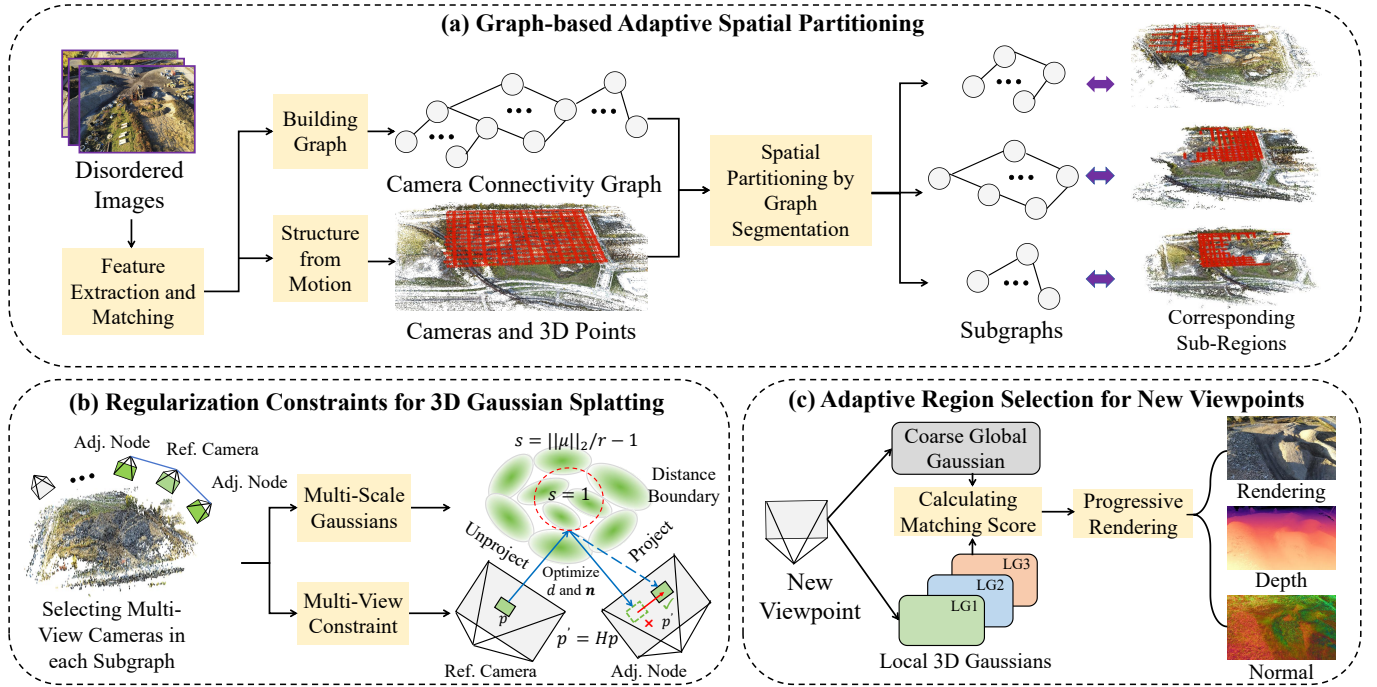 (a) Graph-based Adaptive Spatial Partitioning
Disordered
Images
Feature
Extraction and
Matching
Building
Graph
Structure
from
Motion
Camera Connectivity Graph
Cameras and 3D Points
Spatial
Partitioning by
Graph
Segmentation
Subgraphs
Corresponding
Sub-Regions
(b) Regularization Constraints for 3D Gaussian Splatting
Adj. Node
Ref. Camera
Adj. Node
Selecting Multi-
View Cameras in
each Subgraph
Multi-Scale
Gaussians
Multi-View
Constraint
s = ||μ||₂/r − 1
s = 1
Distance
Boundary
Unproject
Project
Optimize
d and n
p
p'
p' = Hp
Ref. Camera
Adj. Node
(c) Adaptive Region Selection for New Viewpoints
New
Viewpoint
Coarse Global
Gaussian
Calculating
Matching Score
LG3
LG2
LG1
Local 3D Gaussians
Progressive
Rendering
Rendering
Depth
Normal